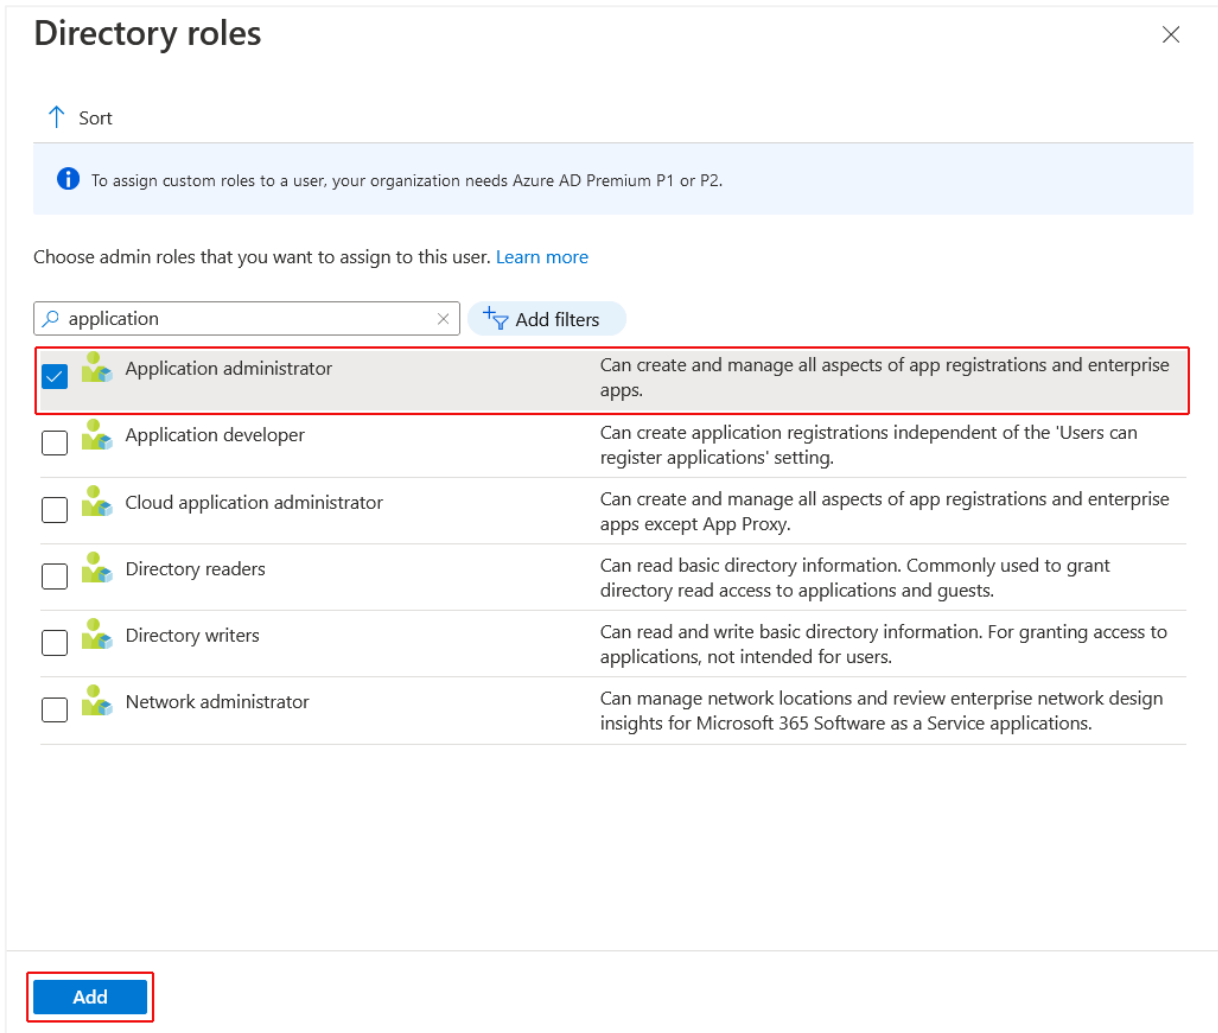 Directory roles
Sort
To assign custom roles to a user, your organization needs Azure AD Premium P1 or P2.
Choose admin roles that you want to assign to this user. Learn more
application
Add filters
Application administrator
Can create and manage all aspects of app registrations and enterprise
apps.
Application developer
Can create application registrations independent of the 'Users can
register applications' setting.
Cloud application administrator
Can create and manage all aspects of app registrations and enterprise
apps except App Proxy.
Directory readers
Can read basic directory information. Commonly used to grant
directory read access to applications and guests.
Directory writers
Can read and write basic directory information. For granting access to
applications, not intended for users.
Network administrator
Can manage network locations and review enterprise network design
insights for Microsoft 365 Software as a Service applications.
Add